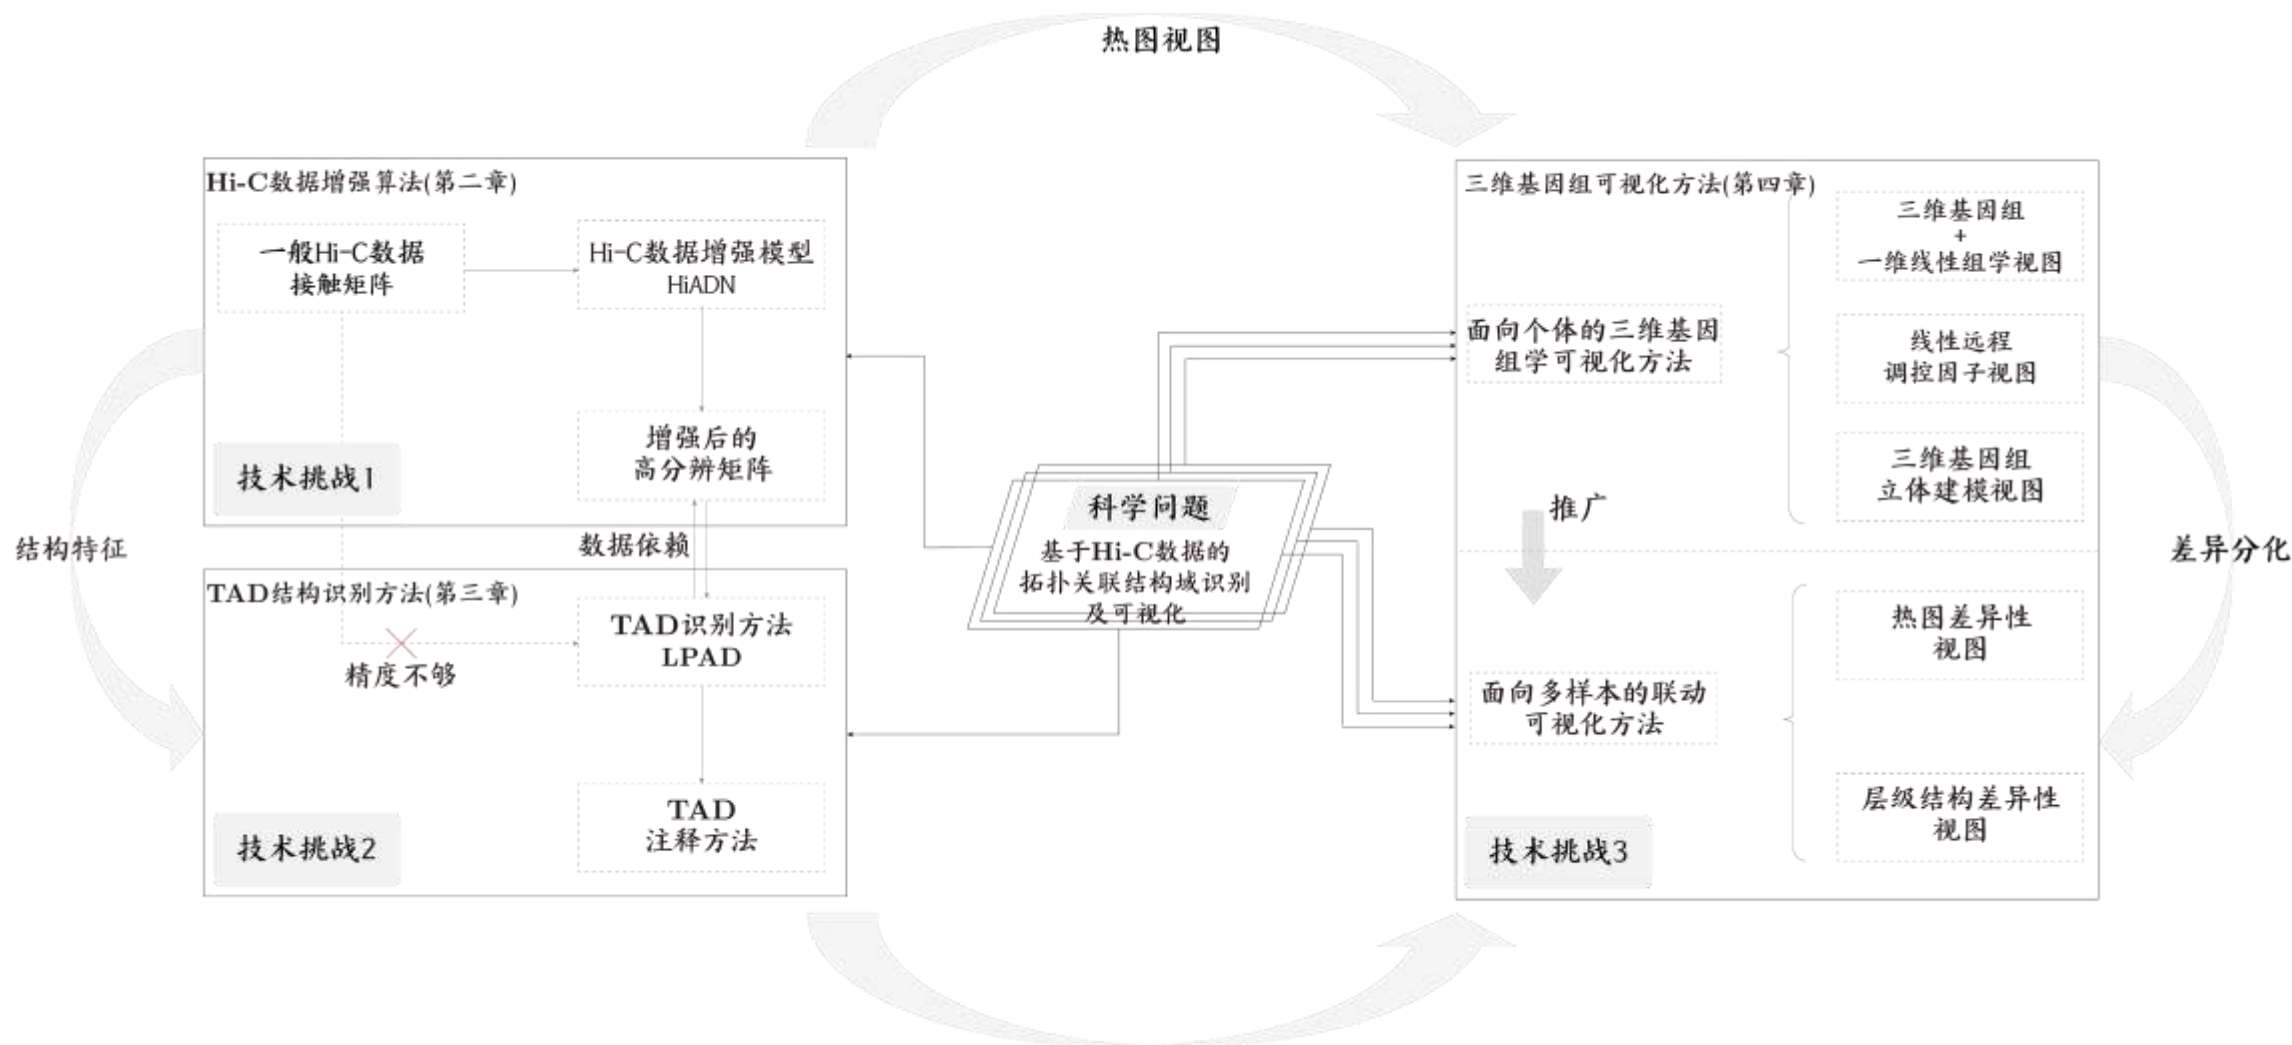 热图视图
Hi-C数据增强算法(第二章)
一般Hi-C数据
接触矩阵
Hi-C数据增强模型
HiADN
增强后的
高分辨矩阵
技术挑战1
结构特征
数据依赖
TAD结构识别方法(第三章)
TAD识别方法
LPAD
精度不够
TAD
注释方法
技术挑战2
科学问题
基于Hi-C数据的
拓扑关联结构域识别
及可视化
三维基因组可视化方法(第四章)
三维基因组
+
一维线性组学视图
面向个体的三维基因
组学可视化方法
线性远程
调控因子视图
三维基因组
立体建模视图
推广
差异分化
热图差异性
视图
面向多样本的联动
可视化方法
层级结构差异性
视图
技术挑战3